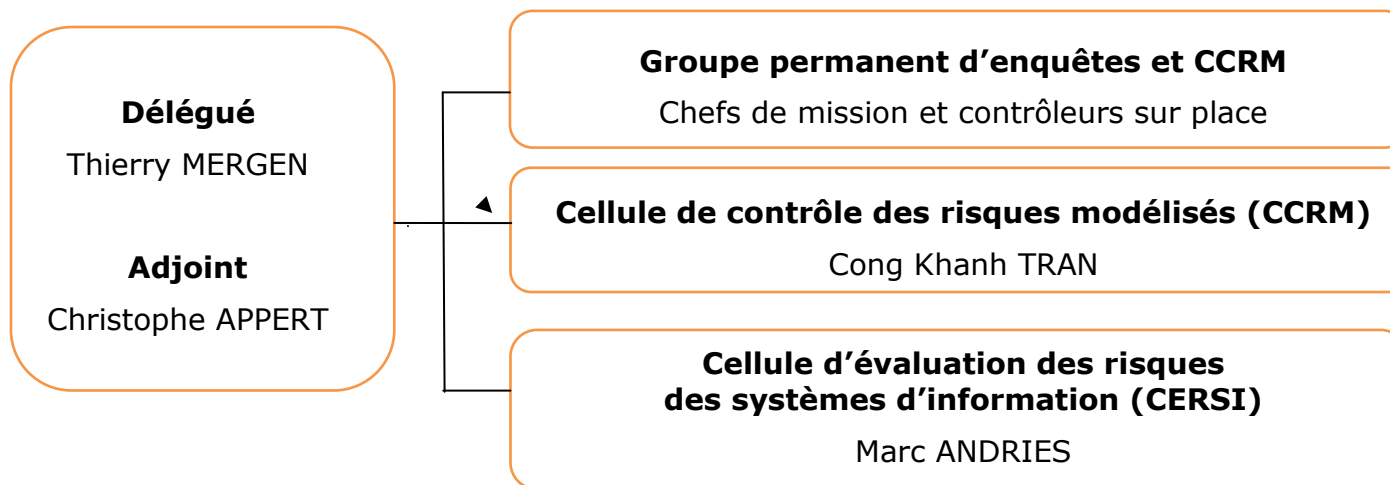 Délégué
Thierry MERGEN
Adjoint
Christophe APPERT
Groupe permanent d’enquêtes et CCRM
Chefs de mission et contrôleurs sur place
Cellule de contrôle des risques modélisés (CCRM)
Cong Khanh TRAN
Cellule d’évaluation des risques
des systèmes d’information (CERSI)
Marc ANDRIES